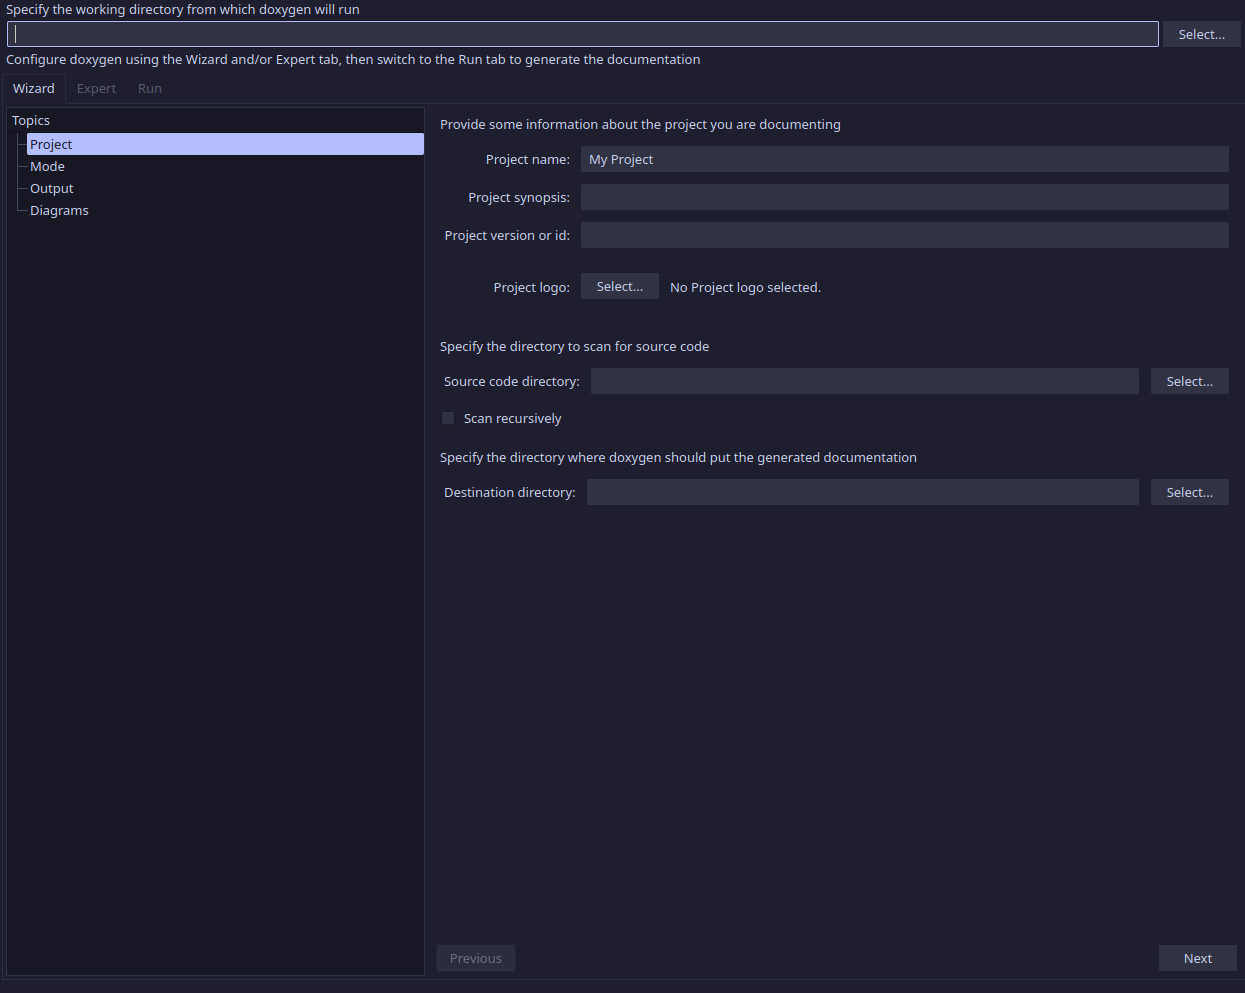 Specify the working directory from which doxygen will run
Select...
Configure doxygen using the Wizard and/or Expert tab, then switch to the Run tab to generate the documentation
Wizard Expert Run
Topics
Project
Mode
Output
Diagrams
Provide some information about the project you are documenting
Project name: My Project
Project synopsis:
Project version or id:
Project logo: Select... No Project logo selected.
Specify the directory to scan for source code
Source code directory: Select...
Scan recursively
Specify the directory where doxygen should put the generated documentation
Destination directory: Select...
Previous Next